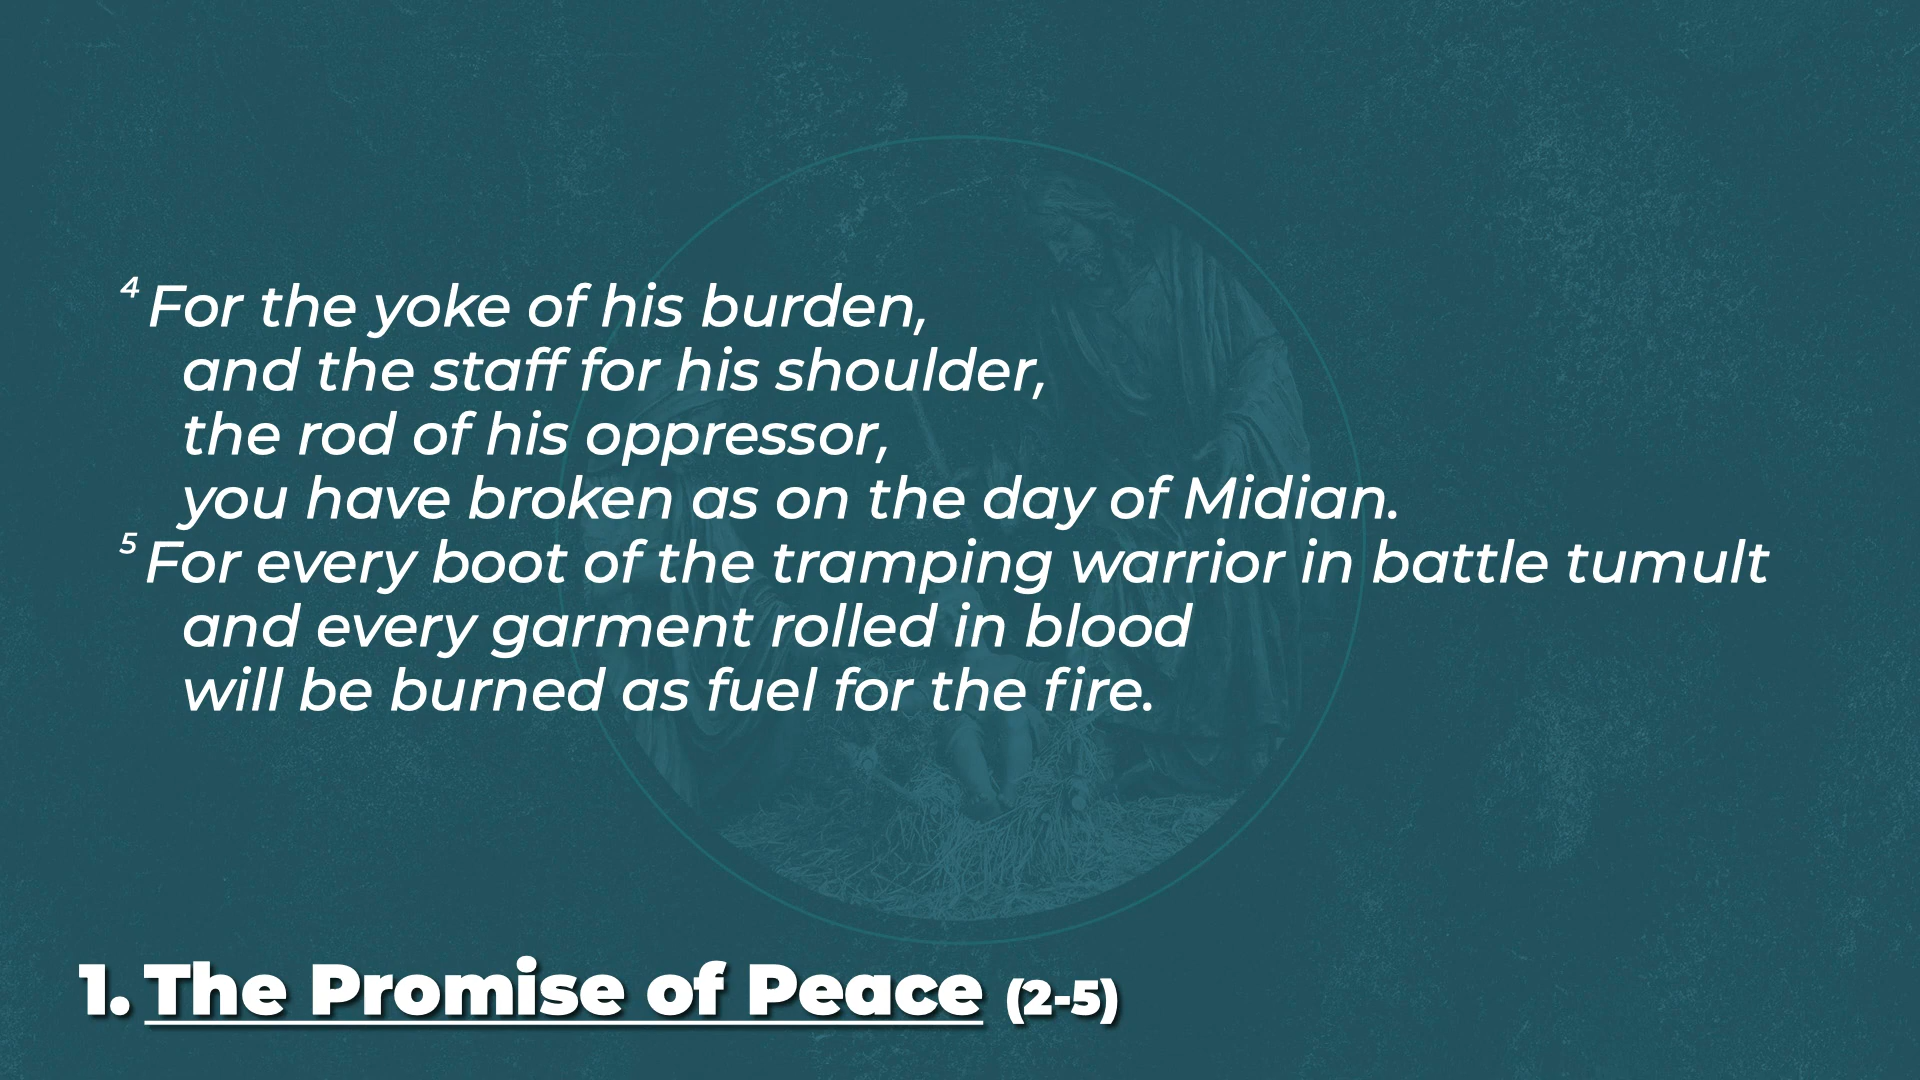 4 For the yoke of his burden,
and the staff for his shoulder,
the rod of his oppressor,
you have broken as on the day of Midian.
5 For every boot of the tramping warrior in battle tumult
and every garment rolled in blood
will be burned as fuel for the fire.
1. The Promise of Peace (2-5)